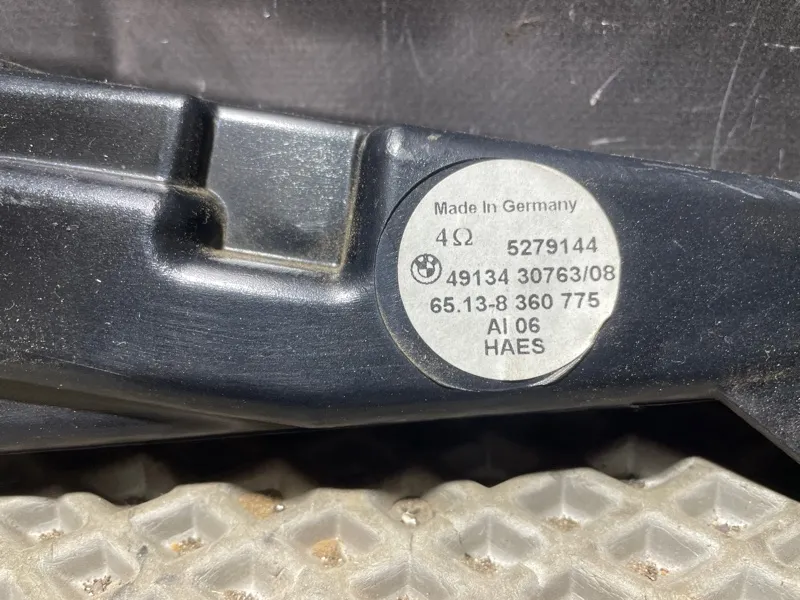 Made In Germany
4Ω 5279144
49134 30763/08
65.13-8 360 775
AI 06
HAES